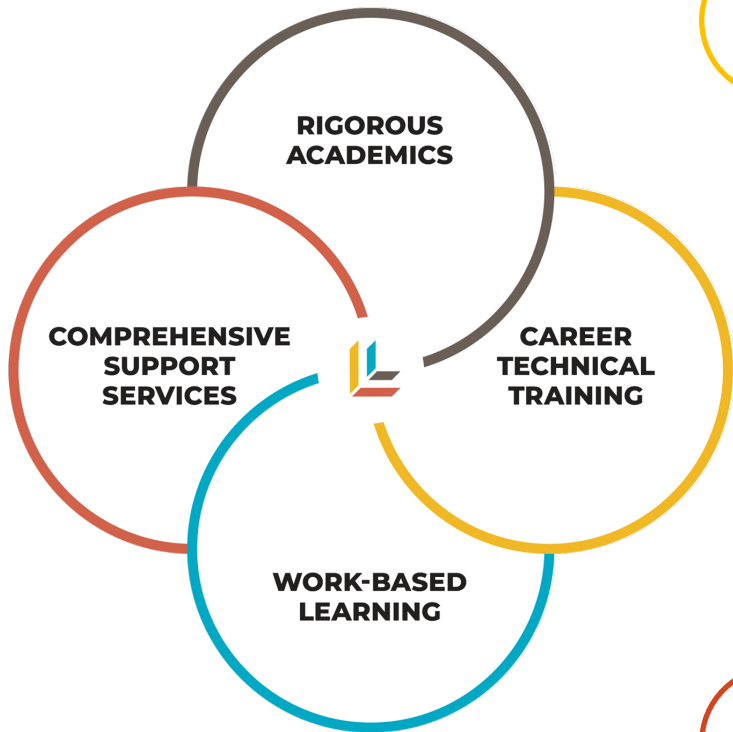 RIGOROUS
ACADEMICS
COMPREHENSIVE
SUPPORT
SERVICES
CAREER
TECHNICAL
TRAINING
WORK-BASED
LEARNING